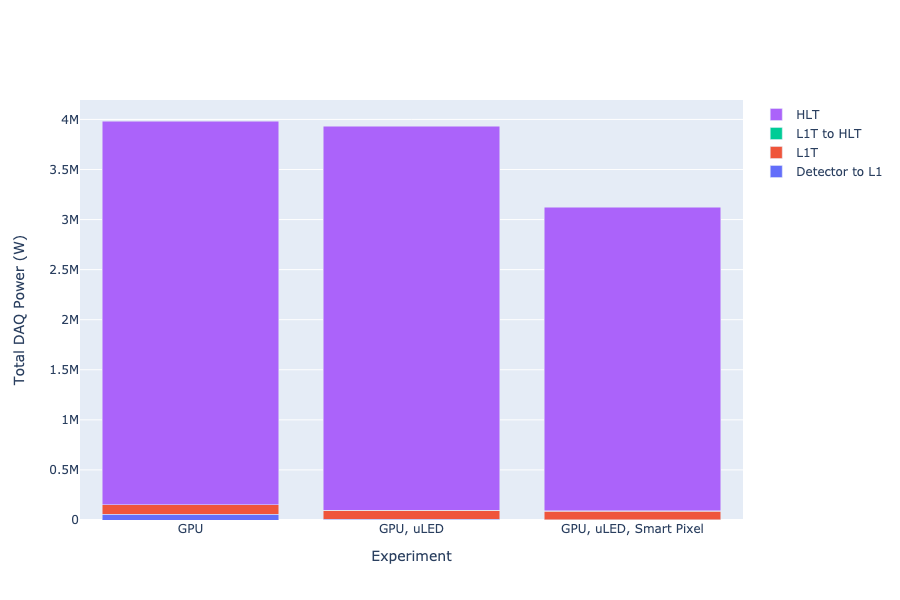 4M
3.5M
3M
2.5M
2M
1.5M
1M
0.5M
0
Total DAQ Power (W)
GPU
GPU, uLED
GPU, uLED, Smart Pixel
Experiment
HLT
L1T to HLT
L1T
Detector to L1